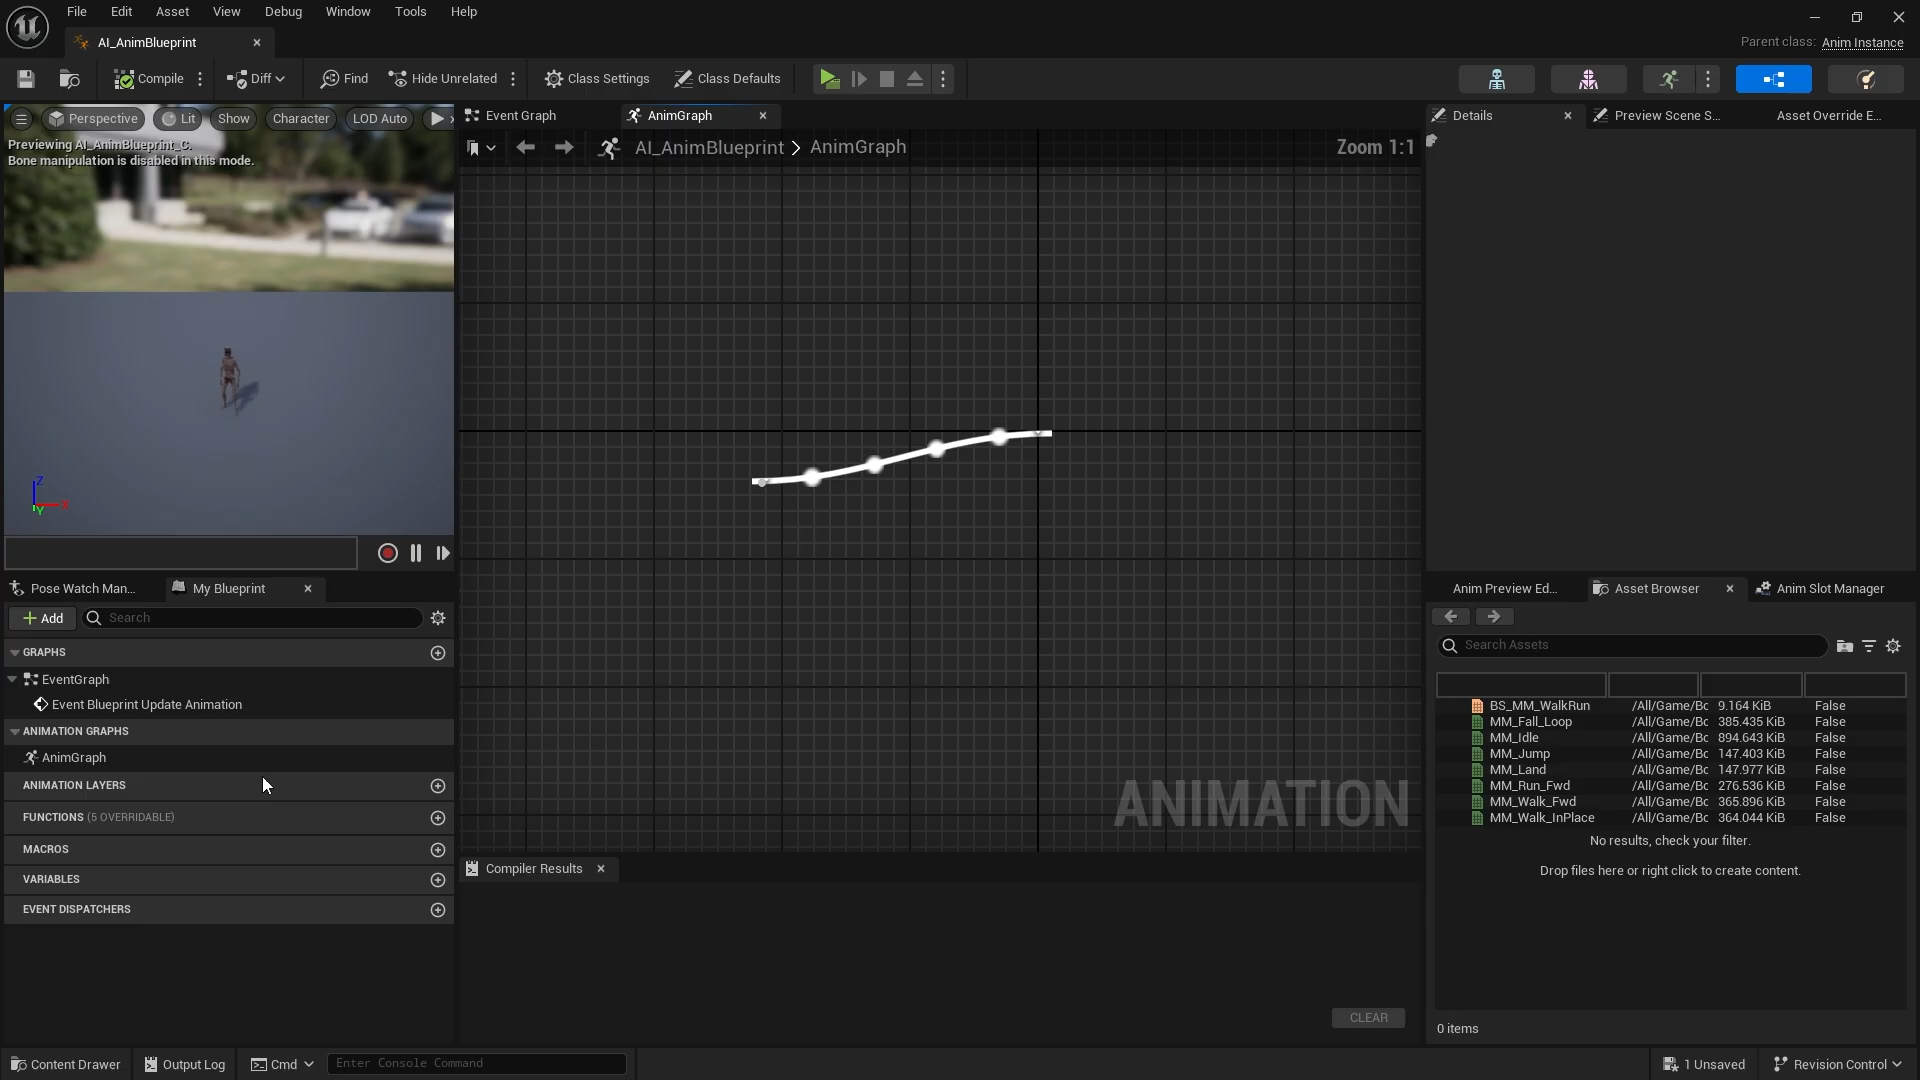 File Edit Asset View Debug Window Tools Help
AI_AnimBlueprint
Parent class: Anim Instance
Compile Diff Find Hide Unrelated Class Settings Class Defaults
Perspective Lit Show Character LOD Auto
Previewing AI_AnimBlueprint_C.
Bone manipulation is disabled in this mode.
Z
X
Y
Event Graph AnimGraph
AI_AnimBlueprint > AnimGraph Zoom 1:1
ANIMATION
Details Preview Scene S... Asset Override E...
Pose Watch Man... My Blueprint
Add Search
GRAPHS
EventGraph
Event Blueprint Update Animation
ANIMATION GRAPHS
AnimGraph
ANIMATION LAYERS
FUNCTIONS (5 OVERRIDABLE)
MACROS
VARIABLES
EVENT DISPATCHERS
Compiler Results
CLEAR
Anim Preview Ed... Asset Browser Anim Slot Manager
Search Assets
BS_MM_WalkRun /All/Game/Bc 9.164 KiB False
MM_Fall_Loop /All/Game/Bc 385.435 KiB False
MM_Idle /All/Game/Bc 894.643 KiB False
MM_Jump /All/Game/Bc 147.403 KiB False
MM_Land /All/Game/Bc 147.977 KiB False
MM_Run_Fwd /All/Game/Bc 276.536 KiB False
MM_Walk_Fwd /All/Game/Bc 365.896 KiB False
MM_Walk_InPlace /All/Game/Bc 364.044 KiB False
No results, check your filter.
Drop files here or right click to create content.
0 items
Content Drawer Output Log Cmd Enter Console Command 1 Unsaved Revision Control